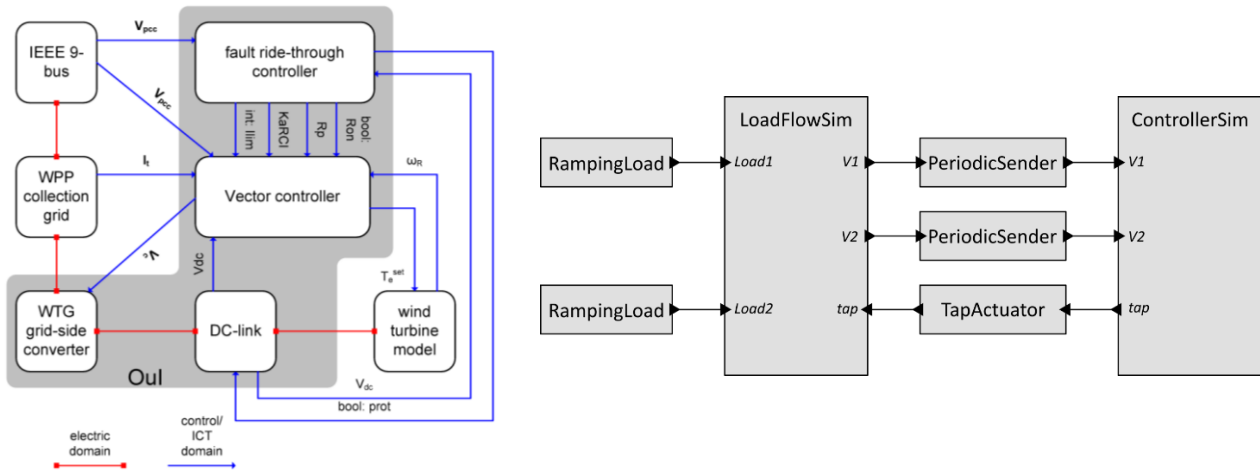 V_pcc
IEEE 9-
bus
fault ride-through
controller
V_pcc
int: Ilim
KaRCI
Rp
bool:
Ron
I_t
ω_R
WPP
collection
grid
Vector controller
V_c
Vdc
T_e^set
WTG
grid-side
converter
DC-link
wind
turbine
model
OuI
V_dc
bool: prot
electric
domain
control/
ICT
domain
LoadFlowSim
ControllerSim
RampingLoad
Load1
V1
PeriodicSender
V1
V2
PeriodicSender
V2
RampingLoad
Load2
tap
TapActuator
tap